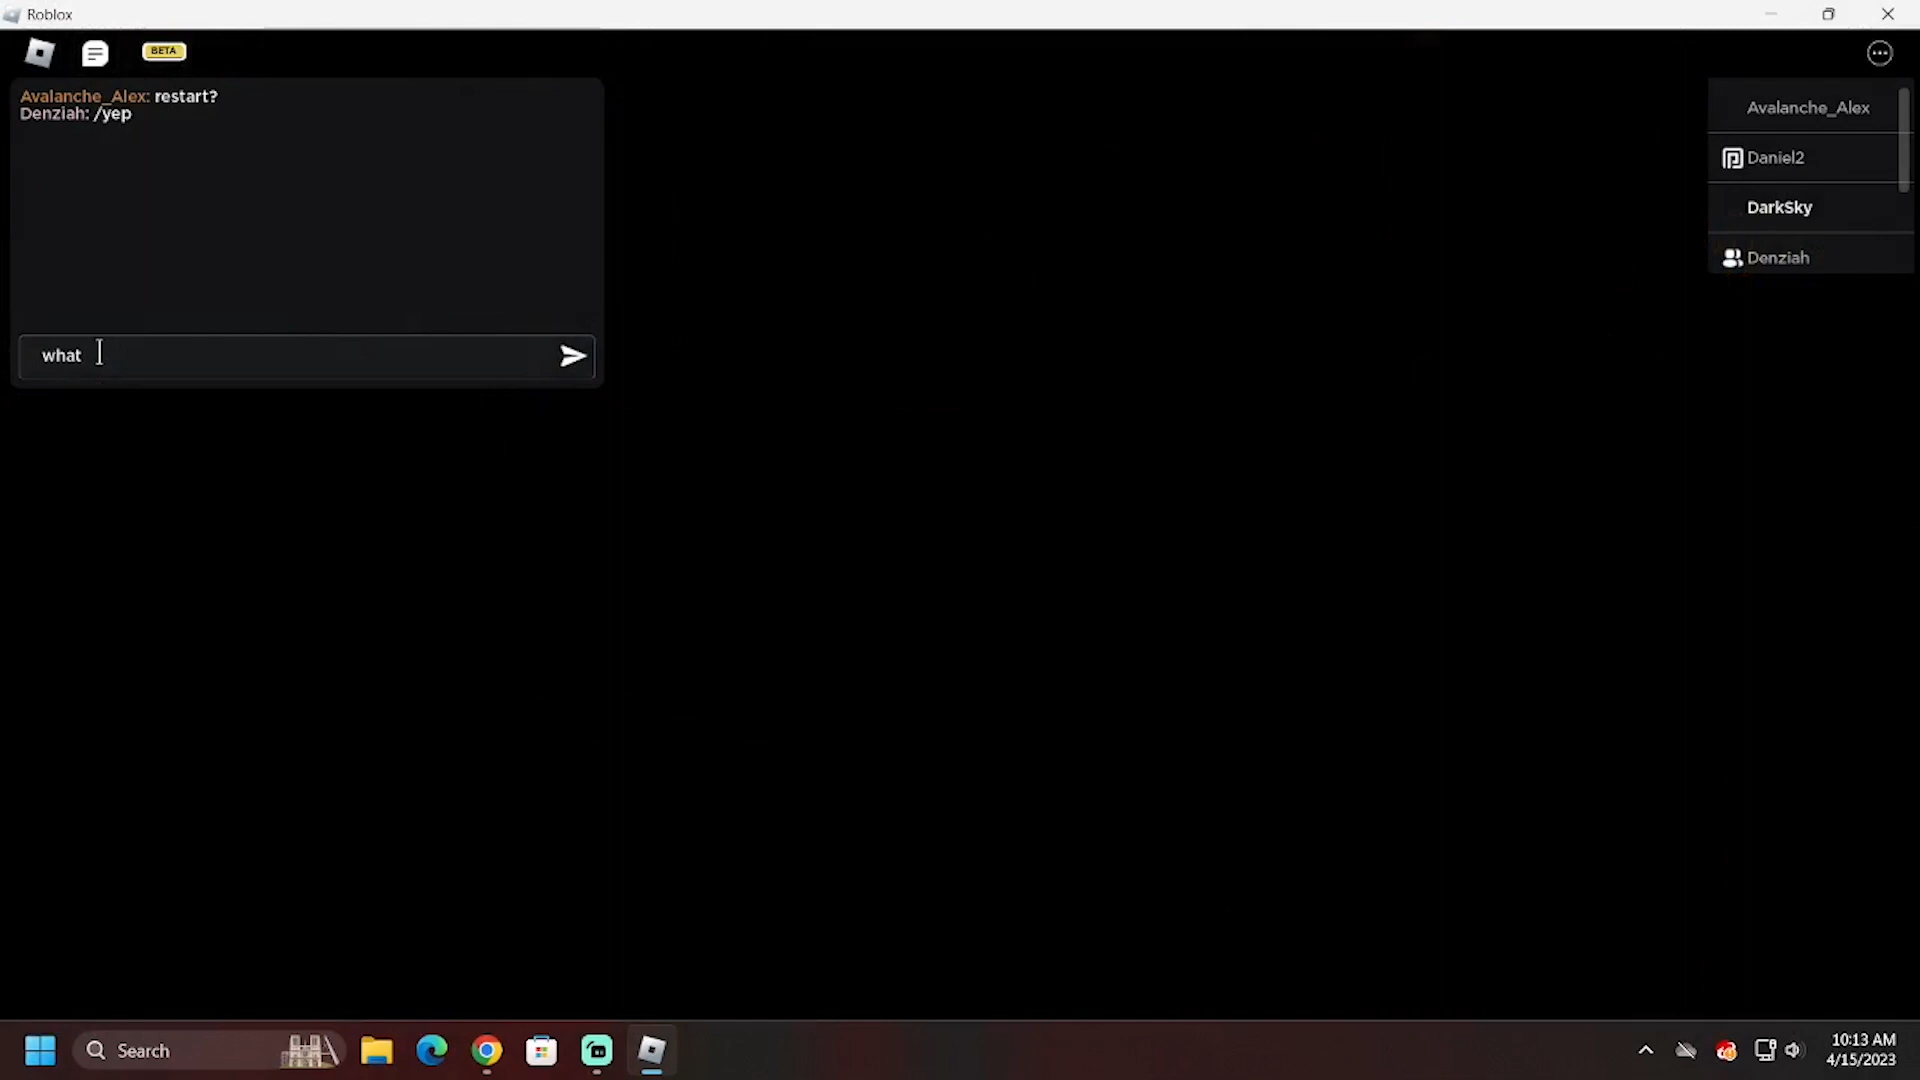 Roblox
BETA
Avalanche_Alex: restart?
Denziah: /yep
what
Avalanche_Alex
Daniel2
DarkSky
Denziah
Search
10:13 AM
4/15/2023